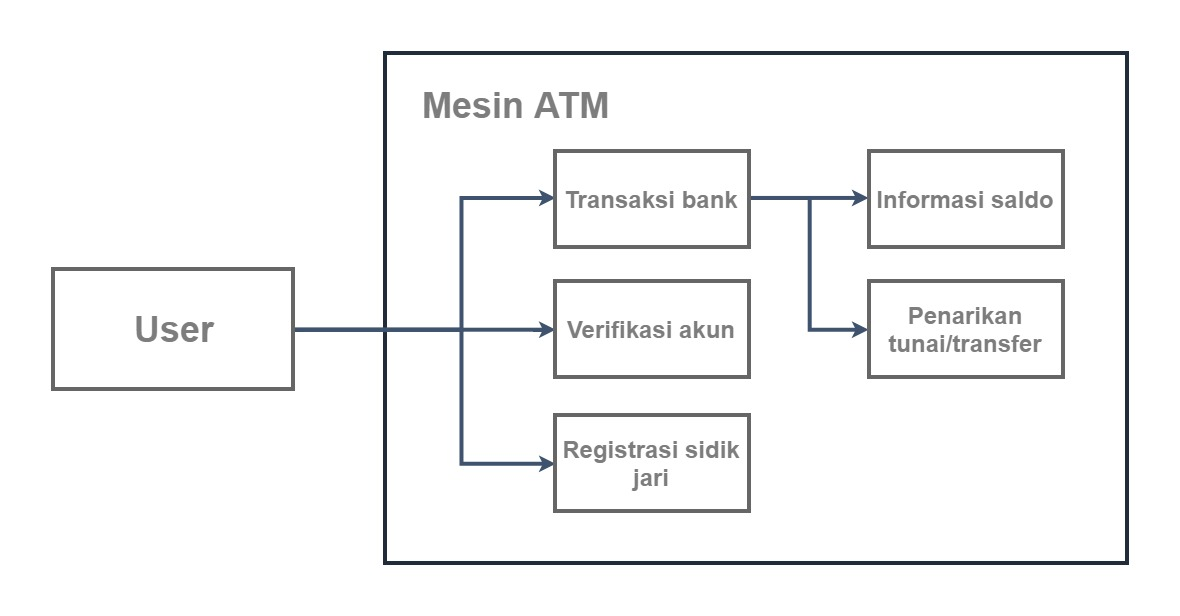 Mesin ATM
Transaksi bank
Informasi saldo
User
Verifikasi akun
Penarikan
tunai/transfer
Registrasi sidik
jari